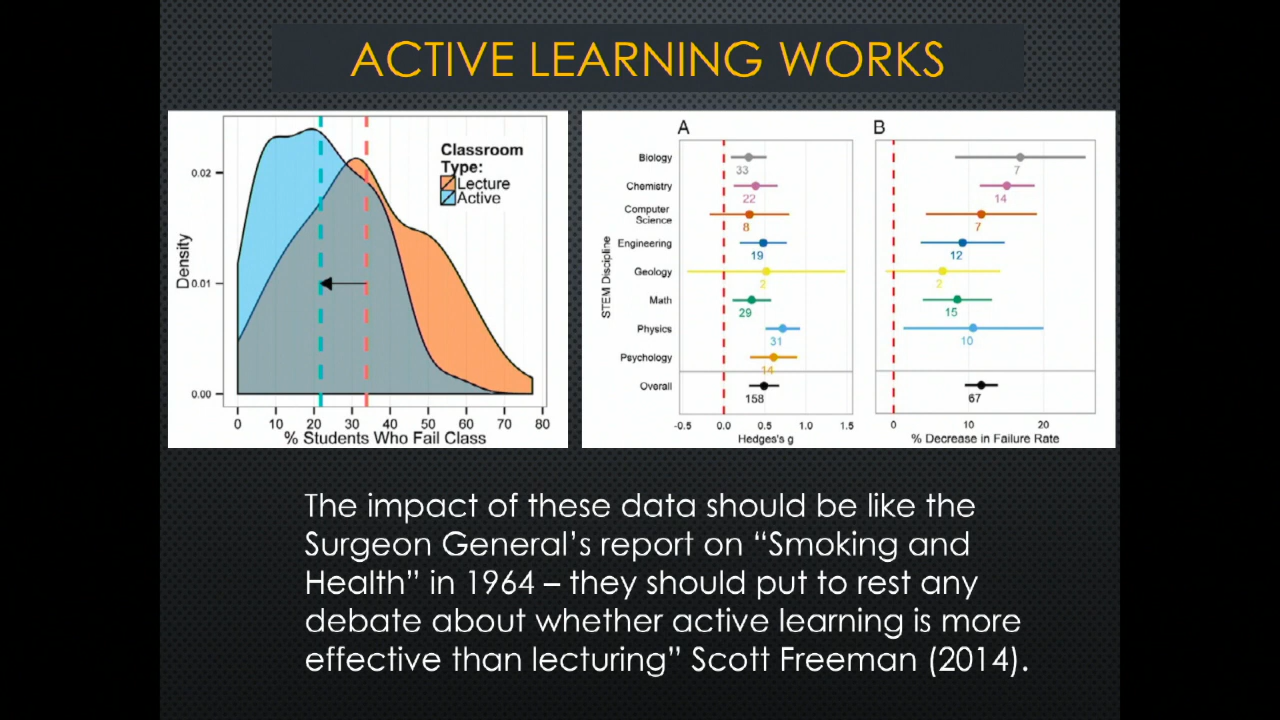 ACTIVE LEARNING WORKS
Classroom
Type:
Lecture
Active
0.02
0.01
0.00
Density
0 10 20 30 40 50 60 70 80
% Students Who Fail Class
A
STEM Discipline
Biology
33
Chemistry
22
Computer
Science
8
Engineering
19
Geology
2
Math
29
Physics
31
Psychology
14
Overall
158
-0.5 0.0 0.5 1.0 1.5
Hedges's g
B
7
14
7
12
2
15
10
67
0 10 20
% Decrease in Failure Rate
The impact of these data should be like the
Surgeon General’s report on “Smoking and
Health” in 1964 – they should put to rest any
debate about whether active learning is more
effective than lecturing” Scott Freeman (2014).